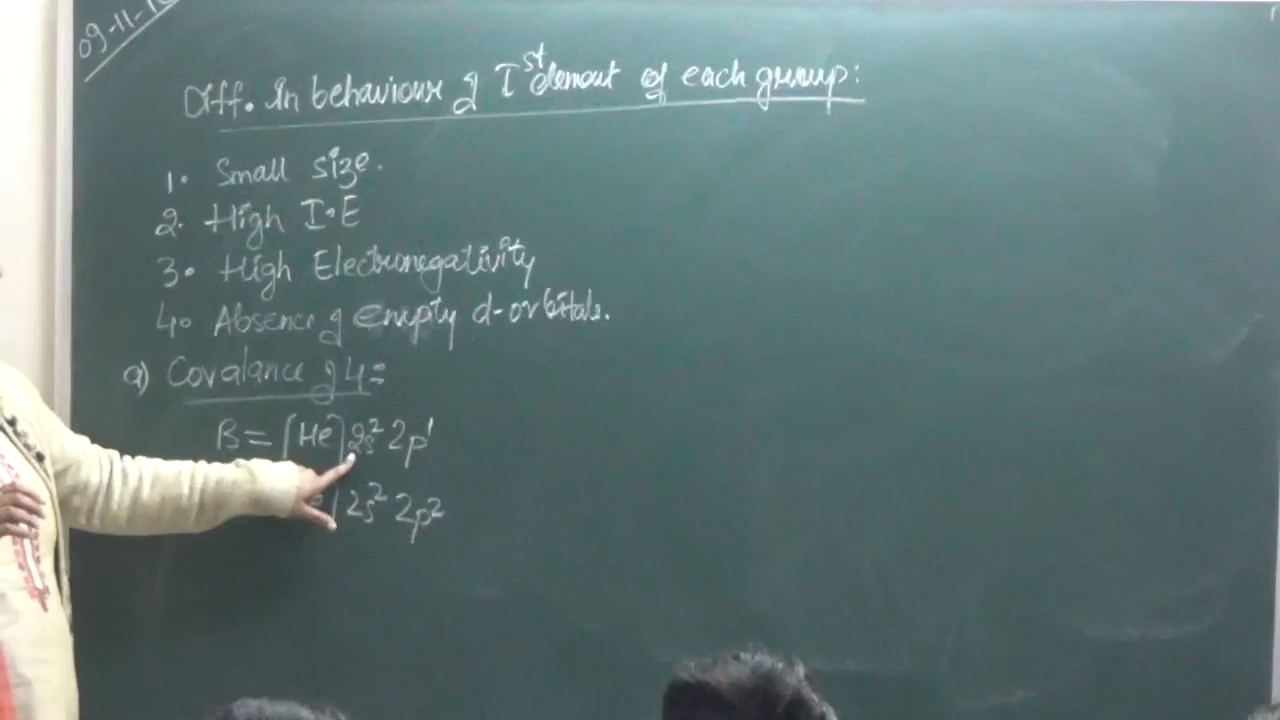 09-11-1
Diff. In behaviour of Ist element of each group:
1. Small size.
2. High I.E
3. High Electronegativity
4. Absence of empty d-orbitals.
a) Covalance of 4:
B = [He] 2s² 2p¹
] 2s² 2p²